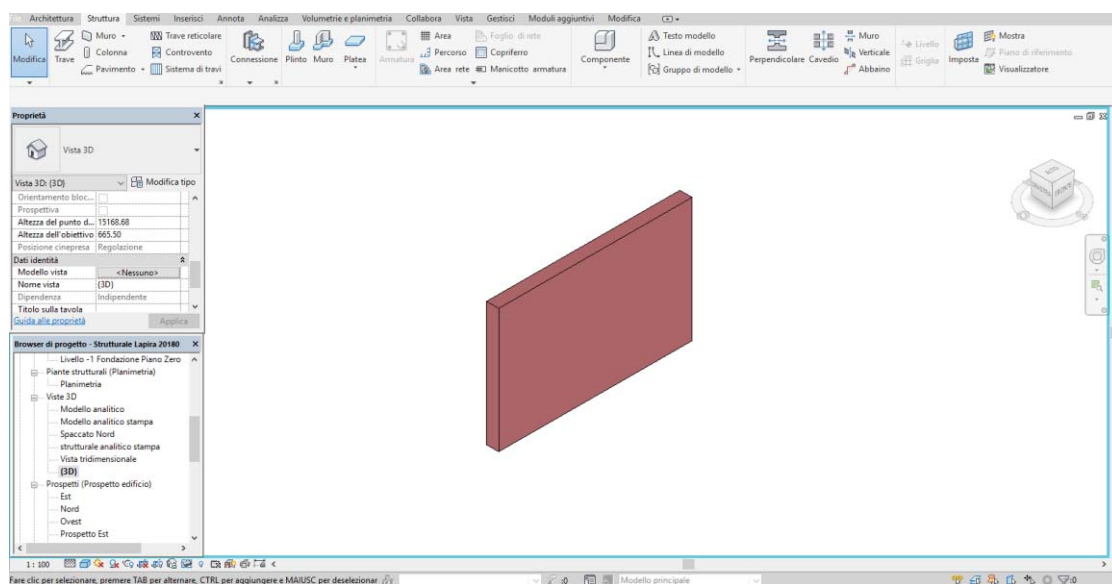 Architettura Struttura Sistemi Inserisci Annota Analizza Volumetrie e planimetria Collabora Vista Gestisci Moduli aggiuntivi Modifica
Modifica
Trave
Muro
Colonna
Pavimento
Trave reticolare
Controvento
Sistema di travi
Connessione
Plinto Muro Platea
Armatura
Area
Percorso
Area rete
Foglio di rete
Copriferro
Manicotto armatura
Componente
Testo modello
Linea di modello
Gruppo di modello
Perpendicolare Cavedio
Muro
Verticale
Abbaino
Livello
Griglia
Imposta
Mostra
Piano di riferimento
Visualizzatore
Proprietà
Vista 3D
Vista 3D: {3D} Modifica tipo
Orientamento bloc...
Prospettiva
Altezza del punto d... 15168.68
Altezza dell'obiettivo 665.50
Posizione cinepresa Regolazione
Dati identità
Modello vista <Nessuno>
Nome vista {3D}
Dipendenza Indipendente
Titolo sulla tavola
Guida alle proprietà Applica
Browser di progetto - Strutturale Lapira 20180
Livello -1 Fondazione Piano Zero
Piante strutturali (Planimetria)
Planimetria
Viste 3D
Modello analitico
Modello analitico stampa
Spaccato Nord
strutturale analitico stampa
Vista tridimensionale
{3D}
Prospetti (Prospetto edificio)
Est
Nord
Ovest
Prospetto Est
ALTO
FRONTE
1 : 100
Fare clic per selezionare, premere TAB per alternare, CTRL per aggiungere e MAIUSC per deselezionar
:0
Modello principale
:0